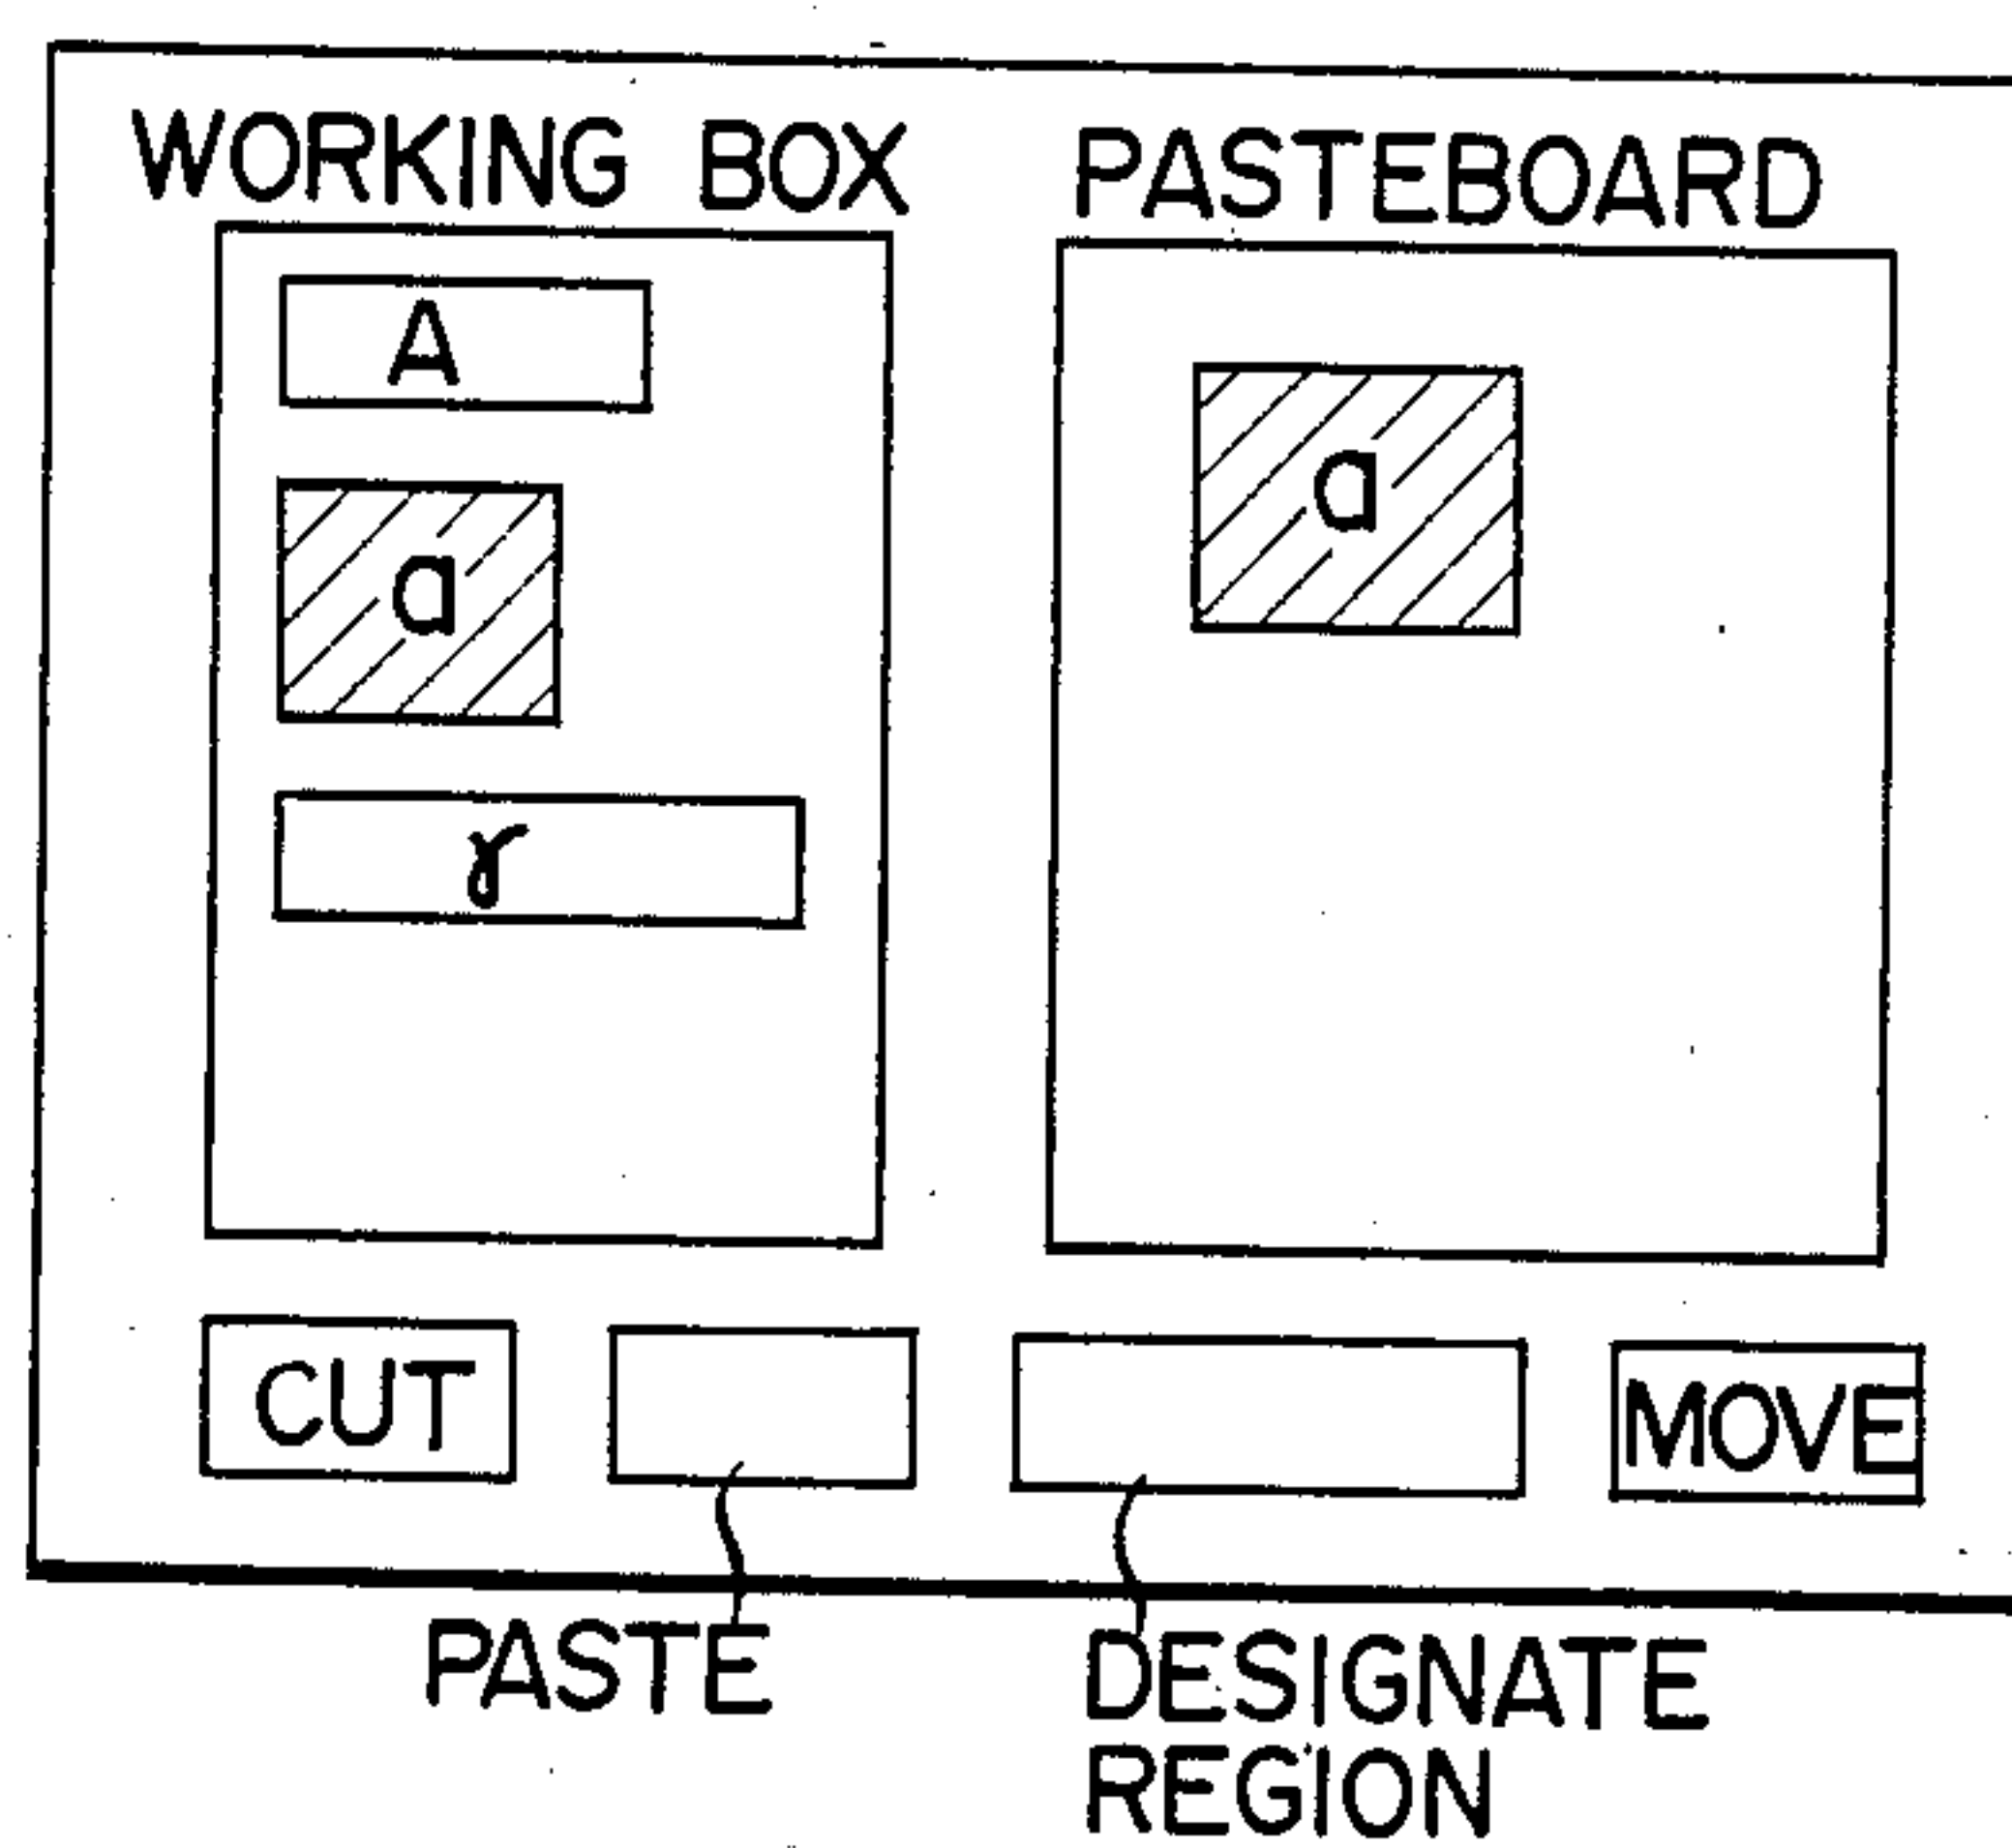 WORKING BOX
PASTEBOARD
A
a
a
γ
CUT
MOVE
PASTE
DESIGNATE
REGION